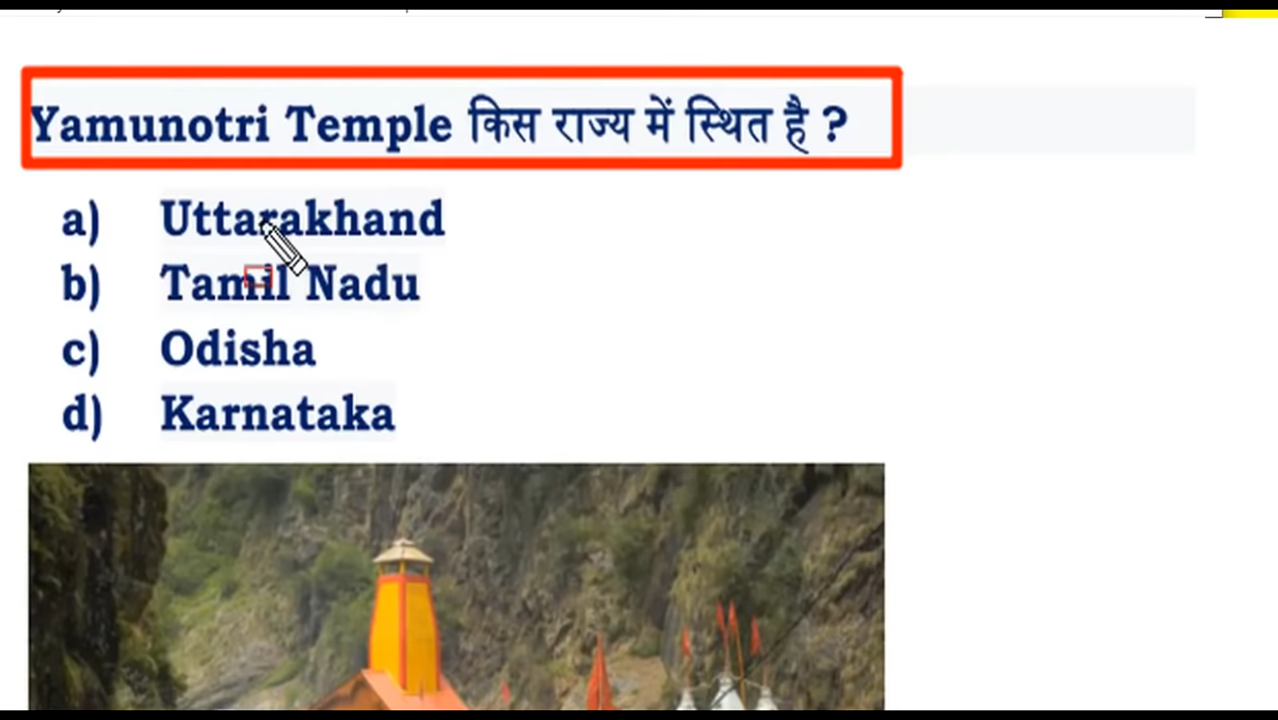 Yamunotri Temple किस राज्य में स्थित है ?
a) Uttarakhand
b) Tamil Nadu
c) Odisha
d) Karnataka